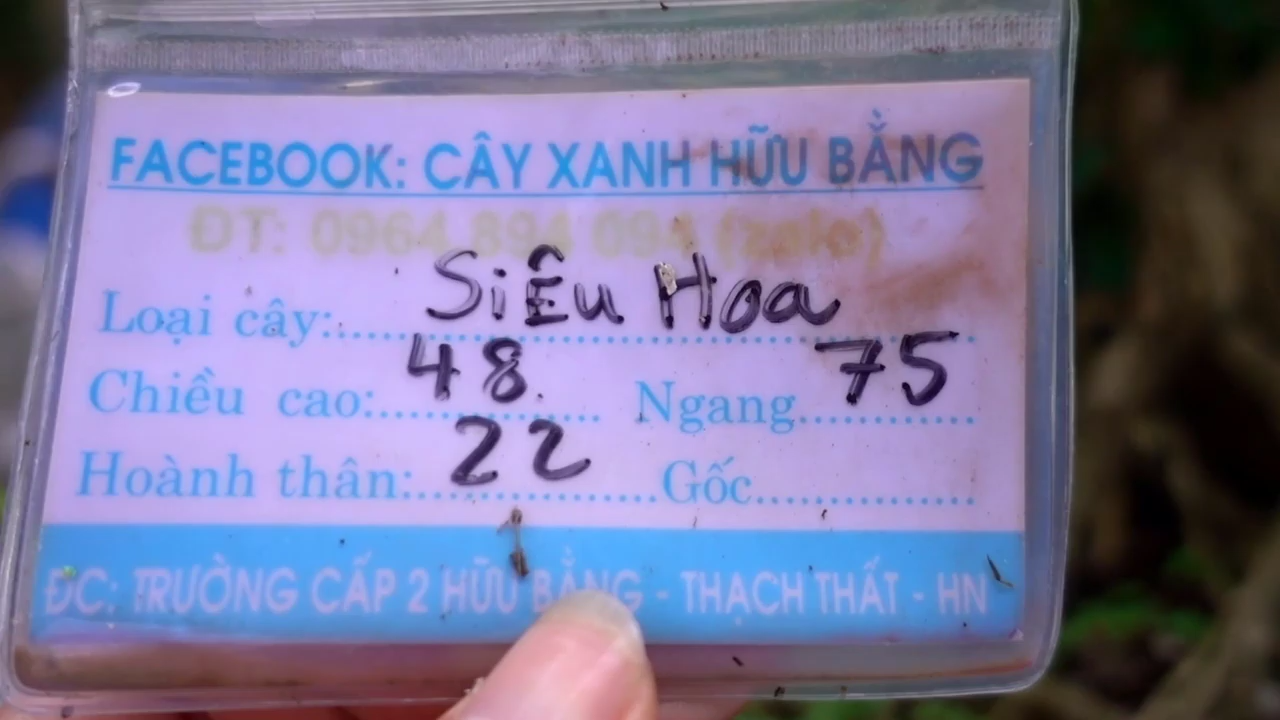 FACEBOOK: CÂY XANH HỮU BẰNG
ĐT: 0964 894 094 (zalo)
Loại cây:.....Siêu Hoa.....
Chiều cao:.....48..... Ngang.....75.....
Hoành thân:.....22.....Gốc.....
ĐC: TRƯỜNG CẤP 2 HỮU BẰNG - THẠCH THẤT - HN